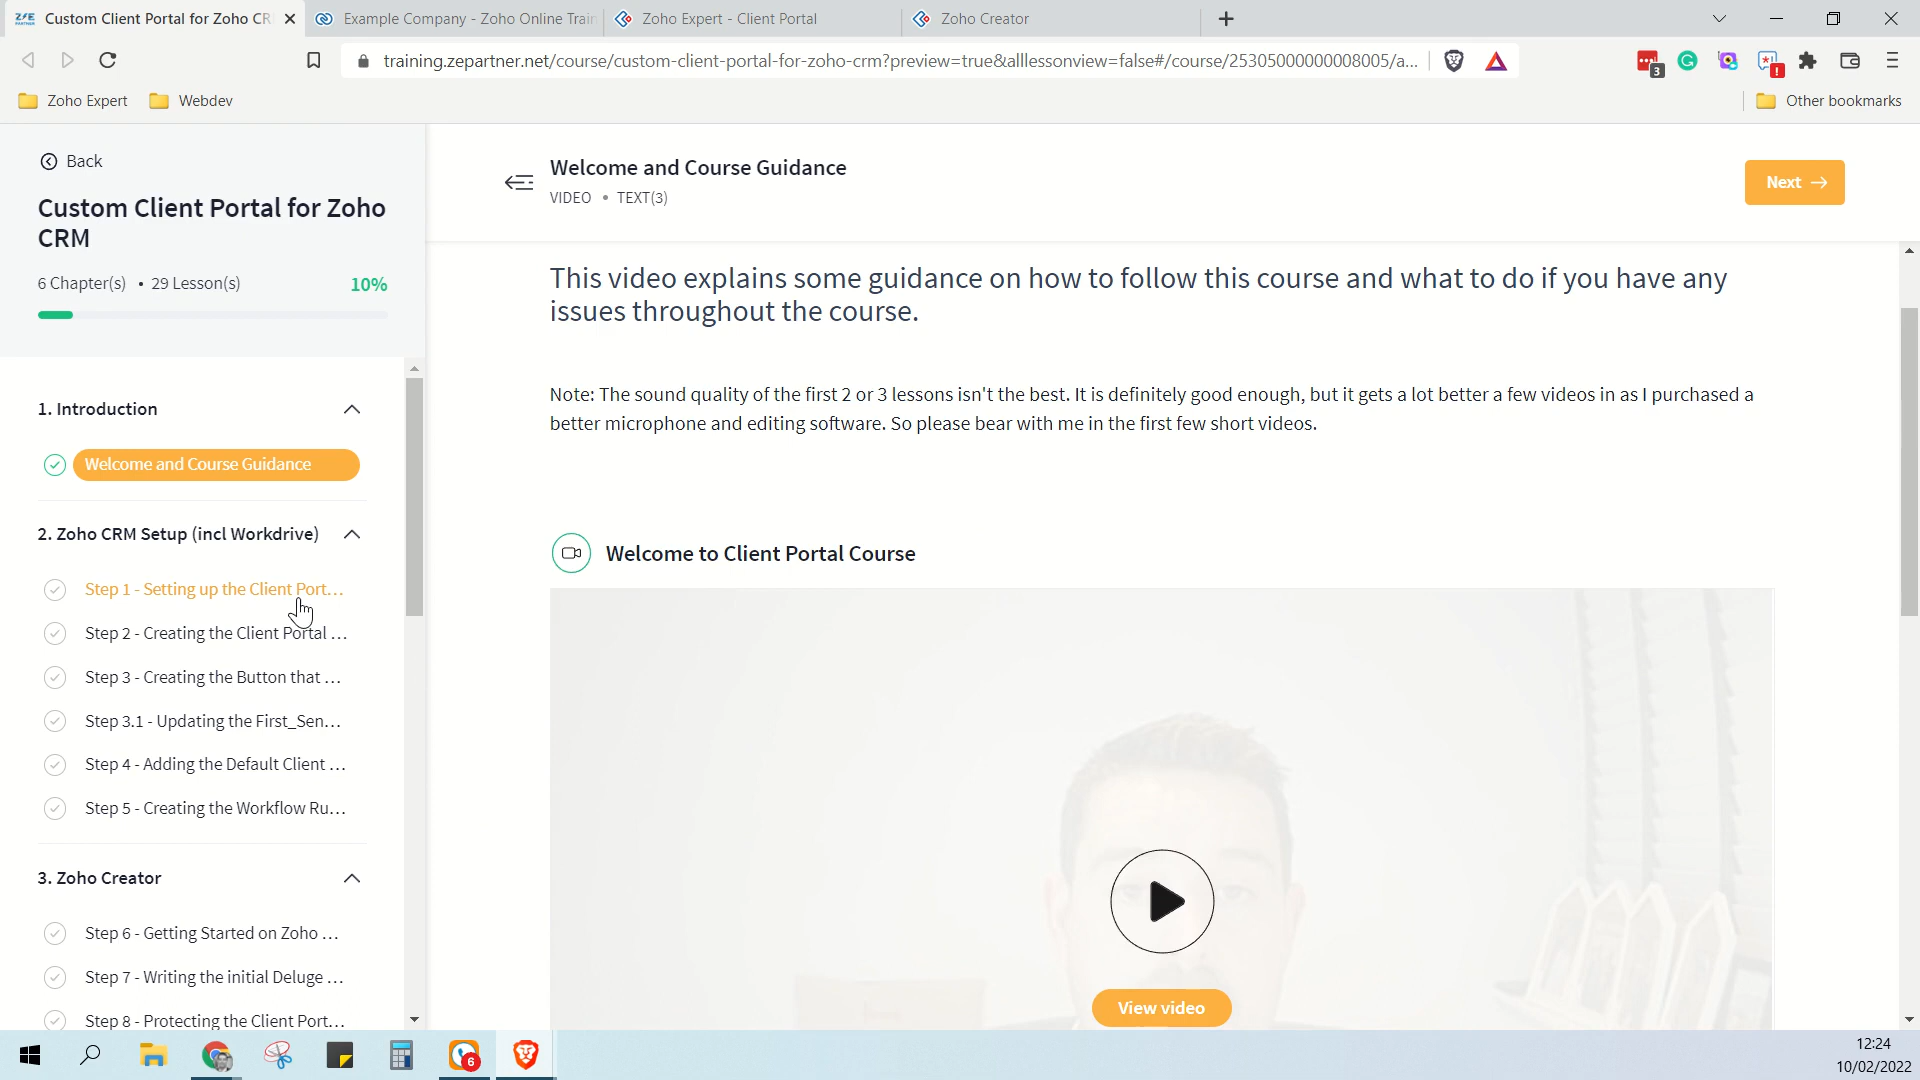 Custom Client Portal for Zoho CR
Example Company - Zoho Online Train
Zoho Expert - Client Portal
Zoho Creator
training.zepartner.net/course/custom-client-portal-for-zoho-crm?preview=true&alllessonview=false#/course/25305000000008005/a...
3
Zoho Expert
Webdev
Other bookmarks
Back
Custom Client Portal for Zoho
CRM
6 Chapter(s) • 29 Lesson(s)
10%
1. Introduction
Welcome and Course Guidance
2. Zoho CRM Setup (incl Workdrive)
Step 1 - Setting up the Client Port...
Step 2 - Creating the Client Portal ...
Step 3 - Creating the Button that ...
Step 3.1 - Updating the First_Sen...
Step 4 - Adding the Default Client ...
Step 5 - Creating the Workflow Ru...
3. Zoho Creator
Step 6 - Getting Started on Zoho ...
Step 7 - Writing the initial Deluge ...
Step 8 - Protecting the Client Port...
Welcome and Course Guidance
VIDEO • TEXT(3)
Next
This video explains some guidance on how to follow this course and what to do if you have any
issues throughout the course.
Note: The sound quality of the first 2 or 3 lessons isn't the best. It is definitely good enough, but it gets a lot better a few videos in as I purchased a
better microphone and editing software. So please bear with me in the first few short videos.
Welcome to Client Portal Course
View video
6
12:24
10/02/2022